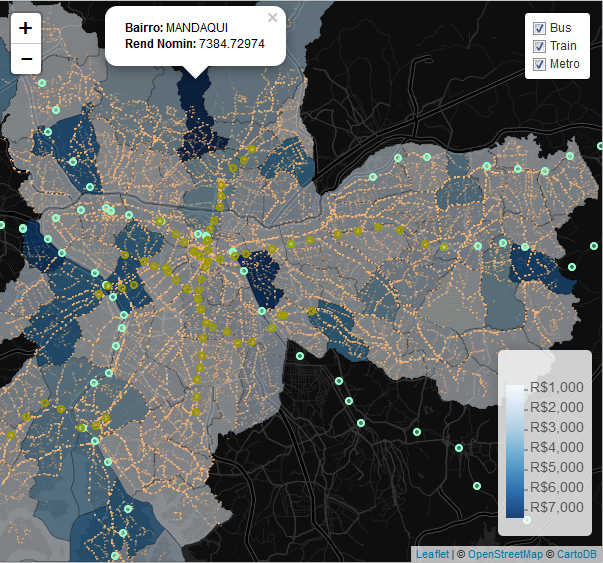 +
−
Bairro: MANDAQUI
Rend Nomin: 7384.72974
×
Bus
Train
Metro
R$1,000
R$2,000
R$3,000
R$4,000
R$5,000
R$6,000
R$7,000
Leaflet | © OpenStreetMap © CartoDB